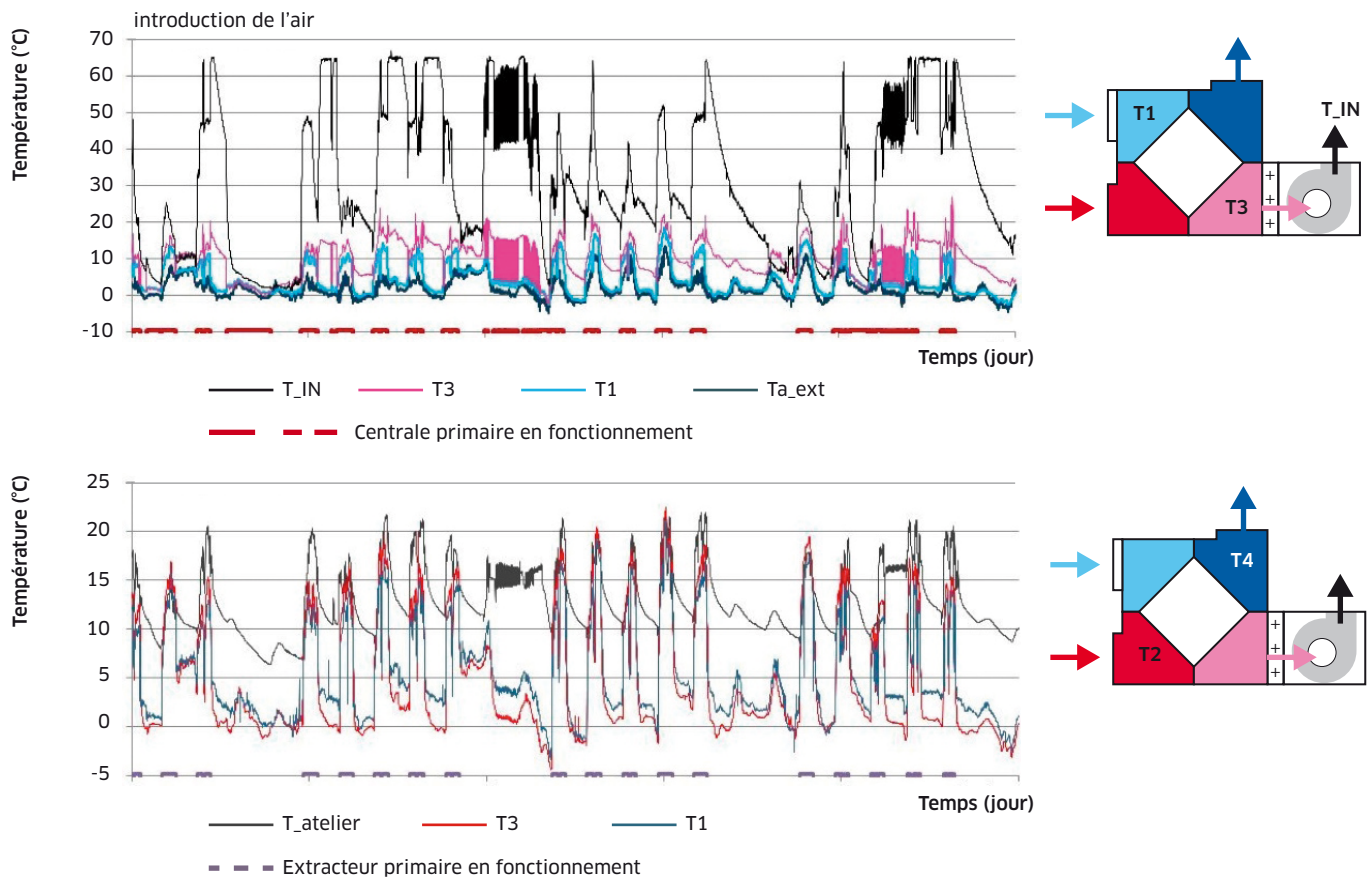 introduction de l'air
Température (°C)
70
60
50
40
30
20
10
0
-10
Temps (jour)
T_IN
T3
T1
Ta_ext
Centrale primaire en fonctionnement
T1
T_IN
T3
+
+
+
Température (°C)
25
20
15
10
5
0
-5
Temps (jour)
T_atelier
T3
T1
Extracteur primaire en fonctionnement
T4
T2
+
+
+